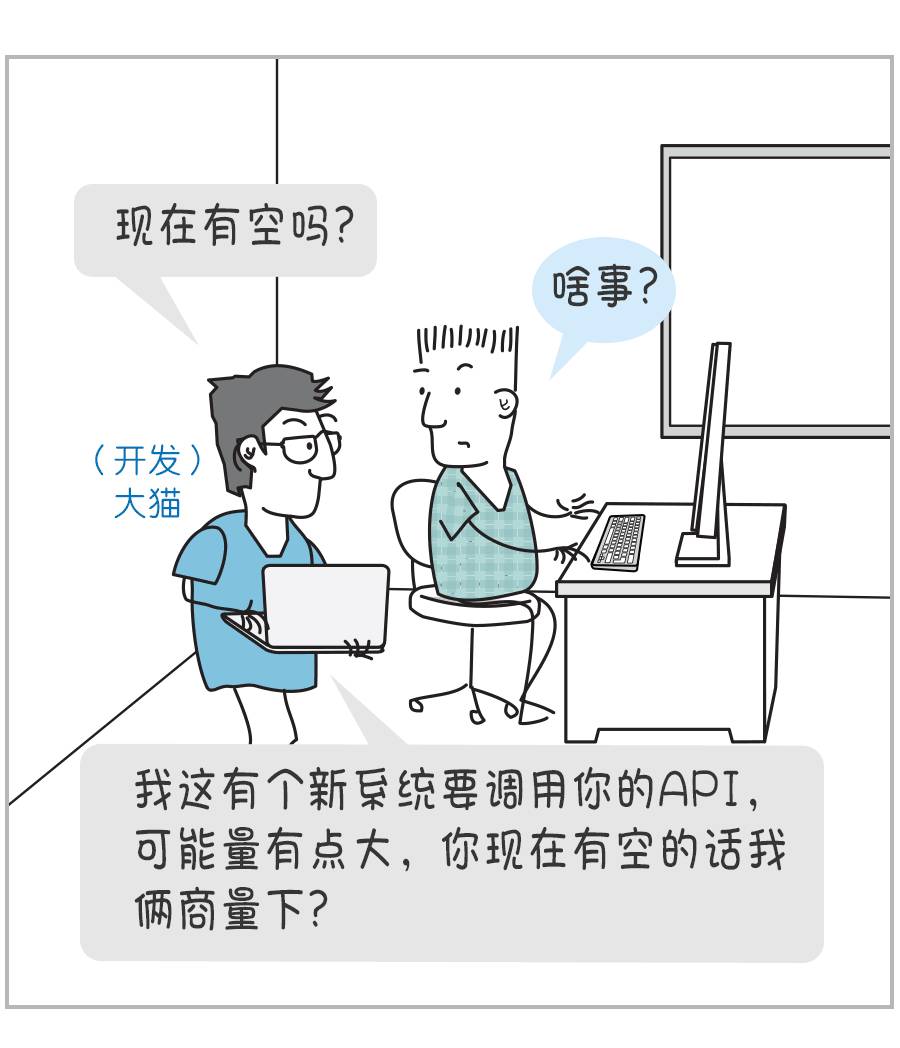 现在有空吗？
啥事？
（开发）
大猫
我这有个新系统要调用你的API，
可能量有点大，你现在有空的话我
俩商量下？